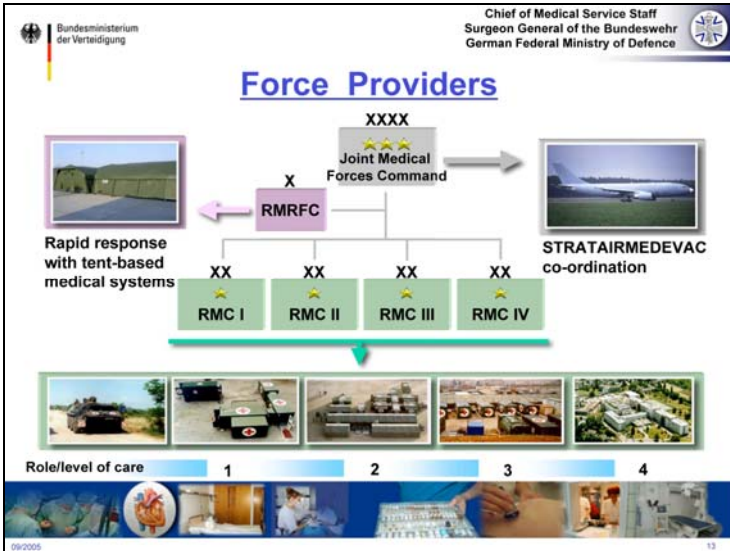 Bundesministerium
der Verteidigung
Chief of Medical Service Staff
Surgeon General of the Bundeswehr
German Federal Ministry of Defence
Force Providers
XXXX
Joint Medical
Forces Command
X
RMRFC
Rapid response
with tent-based
medical systems
STRATAIRMEDEVAC
co-ordination
XX XX XX XX
RMC I RMC II RMC III RMC IV
Role/level of care 1 2 3 4
09/2005 13